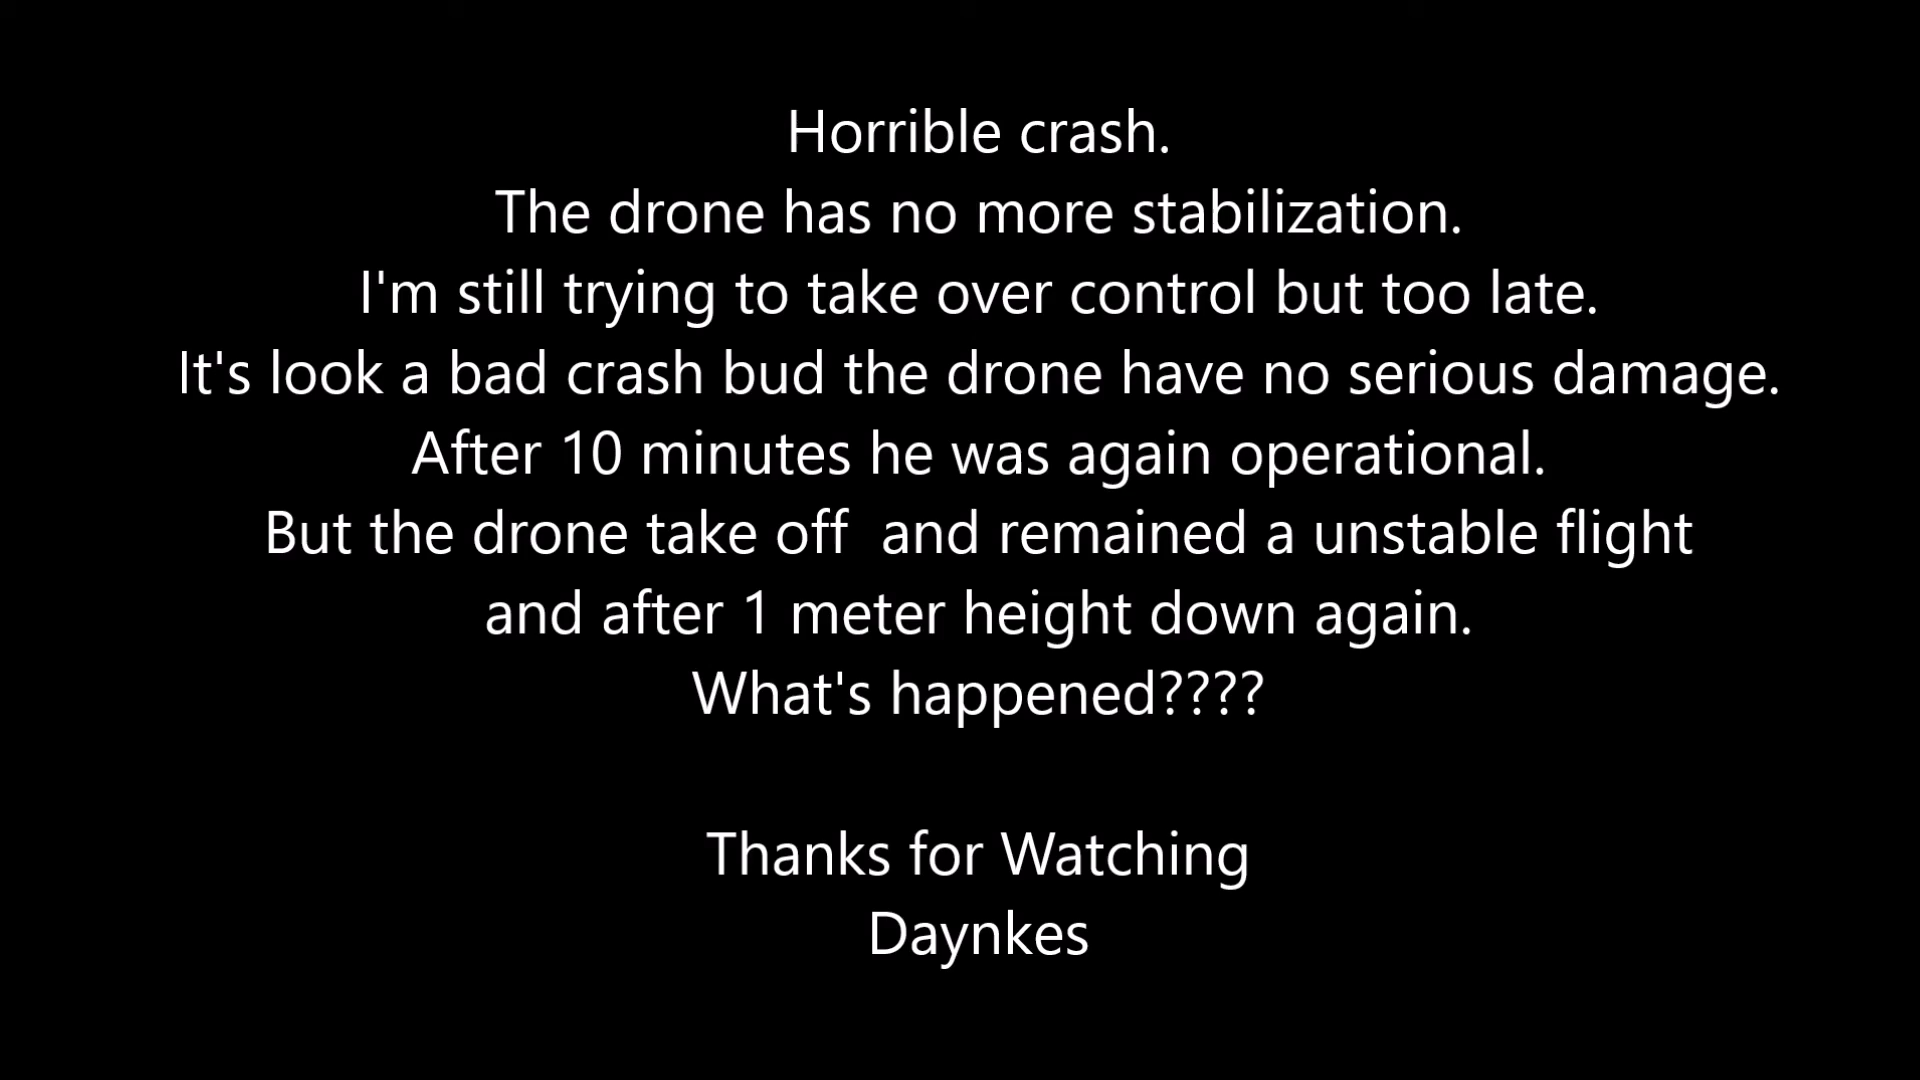 Horrible crash.
The drone has no more stabilization.
I'm still trying to take over control but too late.
It's look a bad crash bud the drone have no serious damage.
After 10 minutes he was again operational.
But the drone take off  and remained a unstable flight
and after 1 meter height down again.
What's happened????
Thanks for Watching
Daynkes